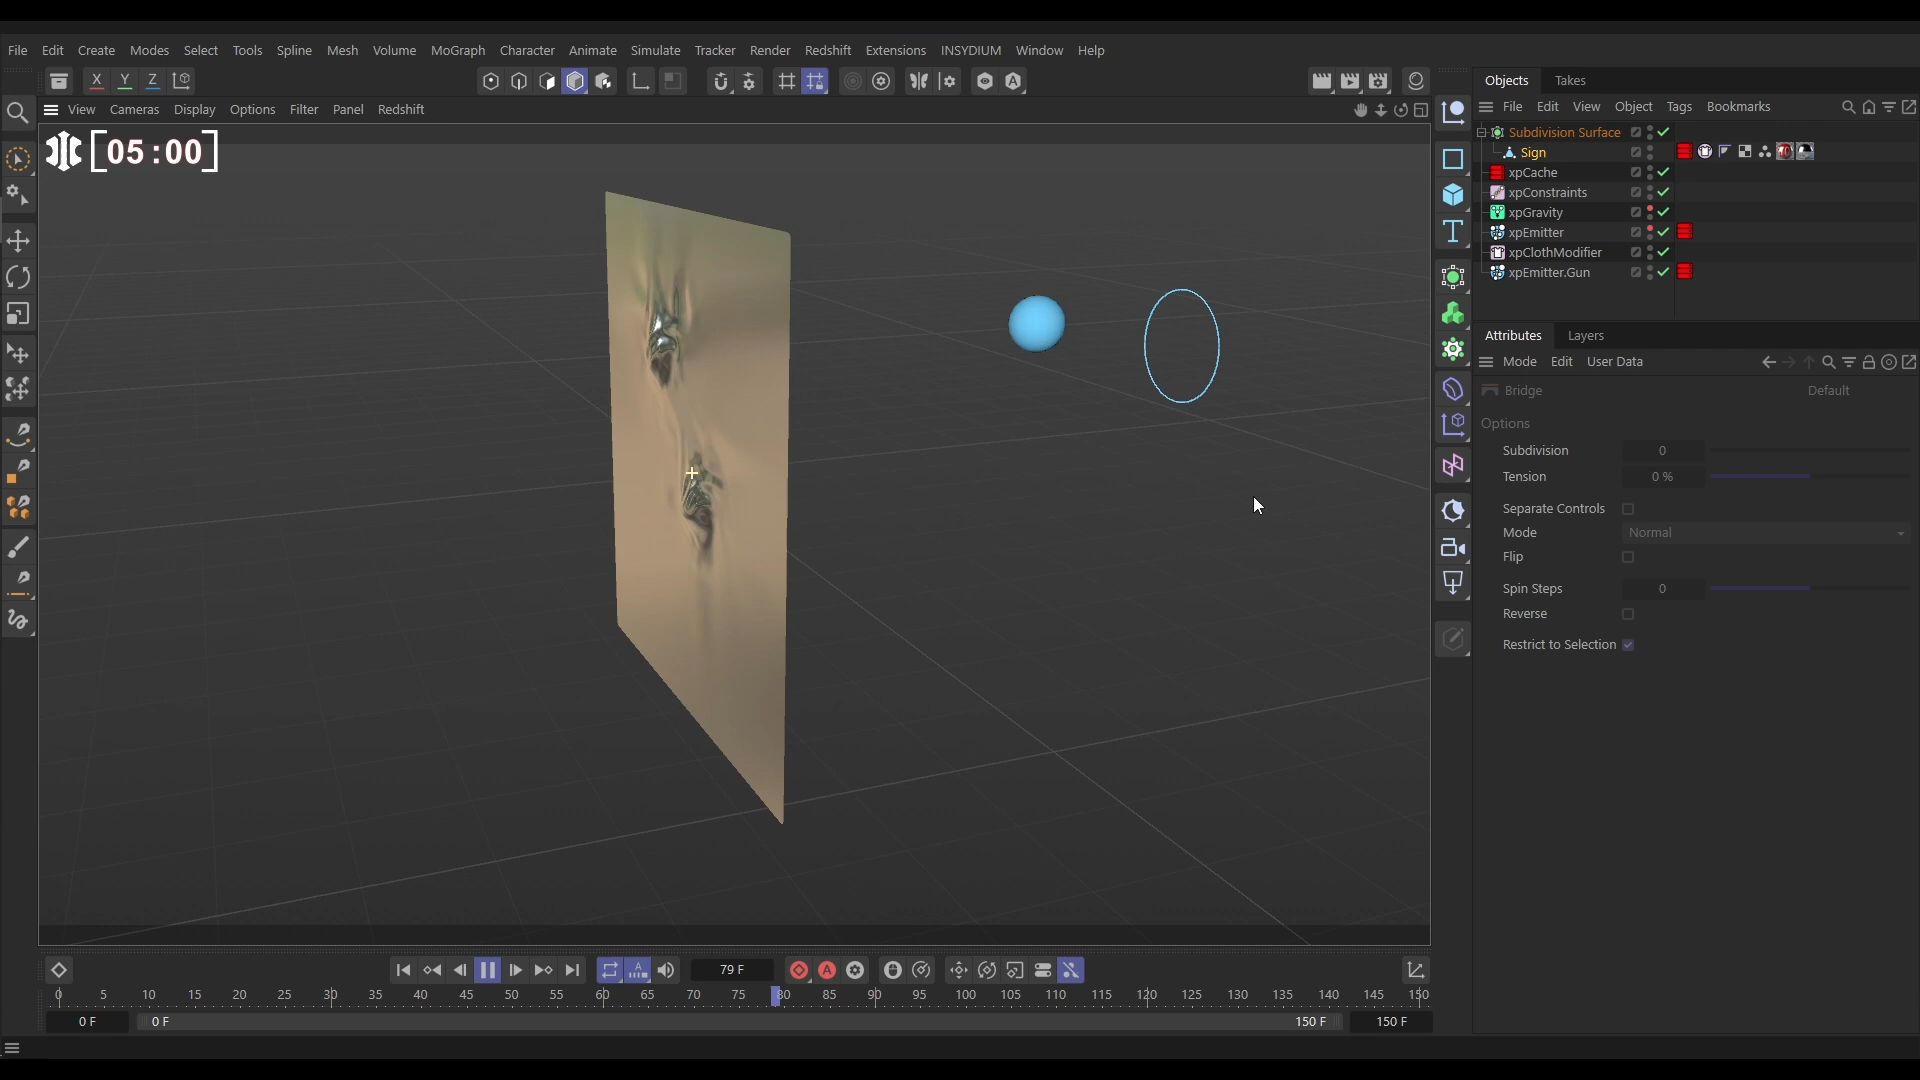 File Edit Create Modes Select Tools Spline Mesh Volume MoGraph Character Animate Simulate Tracker Render Redshift Extensions INSYDIUM Window Help
X Y Z
View Cameras Display Options Filter Panel Redshift
[05:00]
Objects Takes
File Edit View Object Tags Bookmarks
Subdivision Surface
Sign
xpCache
xpConstraints
xpGravity
xpEmitter
xpClothModifier
xpEmitter.Gun
Attributes Layers
Mode Edit User Data
Bridge Default
Options
Subdivision 0
Tension 0 %
Separate Controls
Mode Normal
Flip
Spin Steps 0
Reverse
Restrict to Selection
79 F
0 5 10 15 20 25 30 35 40 45 50 55 60 65 70 75 80 85 90 95 100 105 110 115 120 125 130 135 140 145 150
0 F 0 F 150 F 150 F